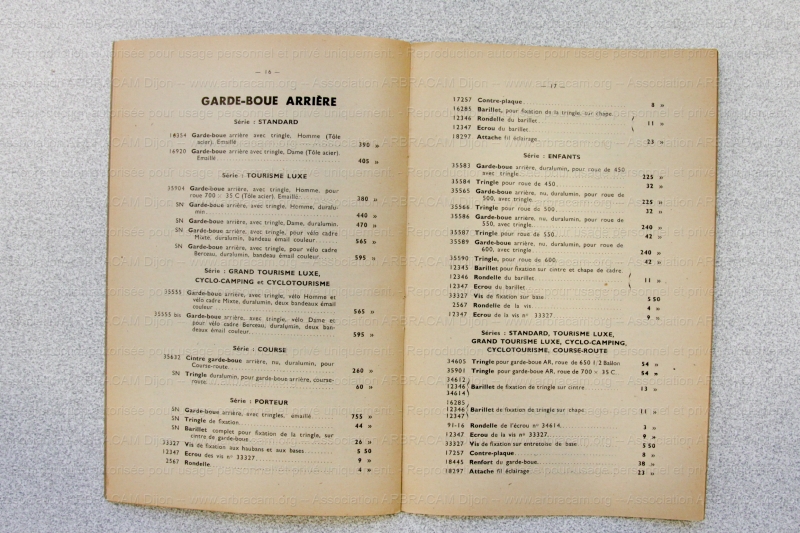 — 16 —
GARDE-BOUE ARRIÈRE
Série : STANDARD
18354 Garde-boue arrière avec tringle, Homme (Tôle
acier). Emaillé 390 »
16920 Garde-boue arrière avec tringle, Dame (Tôle acier).
Emaillé 405 »
Série : TOURISME LUXE
35904 Garde-boue arrière, avec tringle, Homme, pour
roue 700 × 35 C (Tôle acier). Emaillé 380 »
SN Garde-boue arrière, avec tringle, Homme, duralu-
min 440 »
SN Garde-boue arrière, avec tringle, Dame, duralumin. 470 »
SN Garde-boue arrière, avec tringle, pour vélo cadre
Mixte, duralumin, bandeau émail couleur 565 »
SN Garde-boue arrière, avec tringle, pour vélo cadre
Berceau, duralumin, bandeau émail couleur. 595 »
Série : GRAND TOURISME LUXE,
CYCLO-CAMPING et CYCLOTOURISME
35555 Garde-boue arrière, avec tringle, vélo Homme et
vélo cadre Mixte, duralumin, deux bandeaux émail
couleur 565 »
35555 bis Garde-boue arrière, avec tringle, vélo Dame et
pour vélo cadre Berceau, duralumin, deux ban-
deaux émail couleur. 595 »
Série : COURSE
35632 Cintre garde-boue arrière, nu, duralumin, pour
Course-route. 260 »
SN Tringle duralumin, pour garde-boue arrière, course-
route. 60 »
Série : PORTEUR
SN Garde-boue arrière, avec tringles, émaillé. 755 »
SN Tringle de fixation. 44 »
SN Barillet complet pour fixation de la tringle, sur
cintre de garde-boue. 26 »
33327 Vis de fixation aux haubans et aux bases. 5 50
12347 Ecrou des vis n° 33327. 9 »
2567 Rondelle 4 »
— 17 —
17257 Contre-plaque. 8 »
16285 Barillet, pour fixation de la tringle, sur chape.
12346 Rondelle du barillet. 11 »
12347 Ecrou du barillet.
18297 Attache fil éclairage. 23 »
Série : ENFANTS
35583 Garde-boue arrière, duralumin, pour roue de 450
avec tringle. 225 »
35584 Tringle pour roue de 450. 32 »
35565 Garde-boue arrière, nu, duralumin, pour roue de
500, avec tringle. 225 »
35566 Tringle pour roue de 500. 32 »
35586 Garde-boue arrière, nu, duralumin, pour roue de
550, avec tringle. 240 »
35587 Tringle pour roue de 550. 42 »
35589 Garde-boue arrière, nu, duralumin, pour roue de
600, avec tringle 240 »
35590 Tringle, pour roue de 600. 42 »
12345 Barillet pour fixation sur cintre et chape de cadre.
12346 Rondelle du barillet 11 »
12347 Ecrou du barillet
33327 Vis de fixation sur base. 5 50
2567 Rondelle de la vis 4 »
12347 Ecrou de la vis n° 33327. 9 »
Séries : STANDARD, TOURISME LUXE,
GRAND TOURISME LUXE, CYCLO-CAMPING,
CYCLOTOURISME, COURSE-ROUTE
34605 Tringle pour garde-boue AR, roue de 650 1/2 Ballon 54 »
35901 Tringle pour garde-boue AR, roue de 700 × 35 C. 54 »
34612
12346 Barillet de fixation de tringle sur cintre 13 »
34614
16285
12346 Barillet de fixation de tringle sur chape. 11 »
12347
91-16 Rondelle de l'écrou n° 34614. 3 »
12347 Ecrou de la vis n° 33327. 9 »
33327 Vis de fixation sur entretoise de base 5 50
17257 Contre-plaque. 8 »
18445 Renfort du garde-boue. 38 »
18297 Attache fil éclairage 23 »